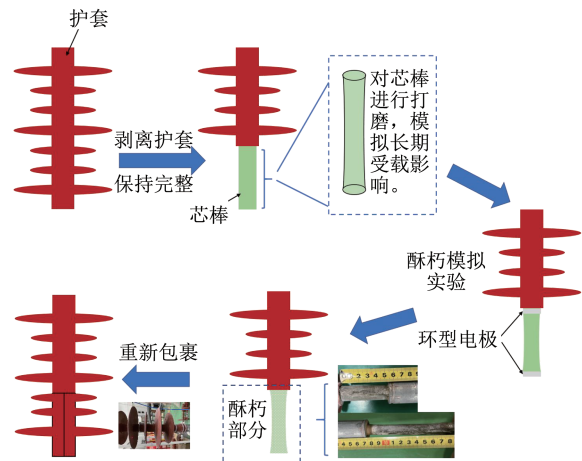 护套
剥离护套
保持完整
芯棒
对芯棒
进行打
磨，模
拟长期
受载影
响。
酥朽模拟
实验
环型电极
酥朽
部分
重新包裹